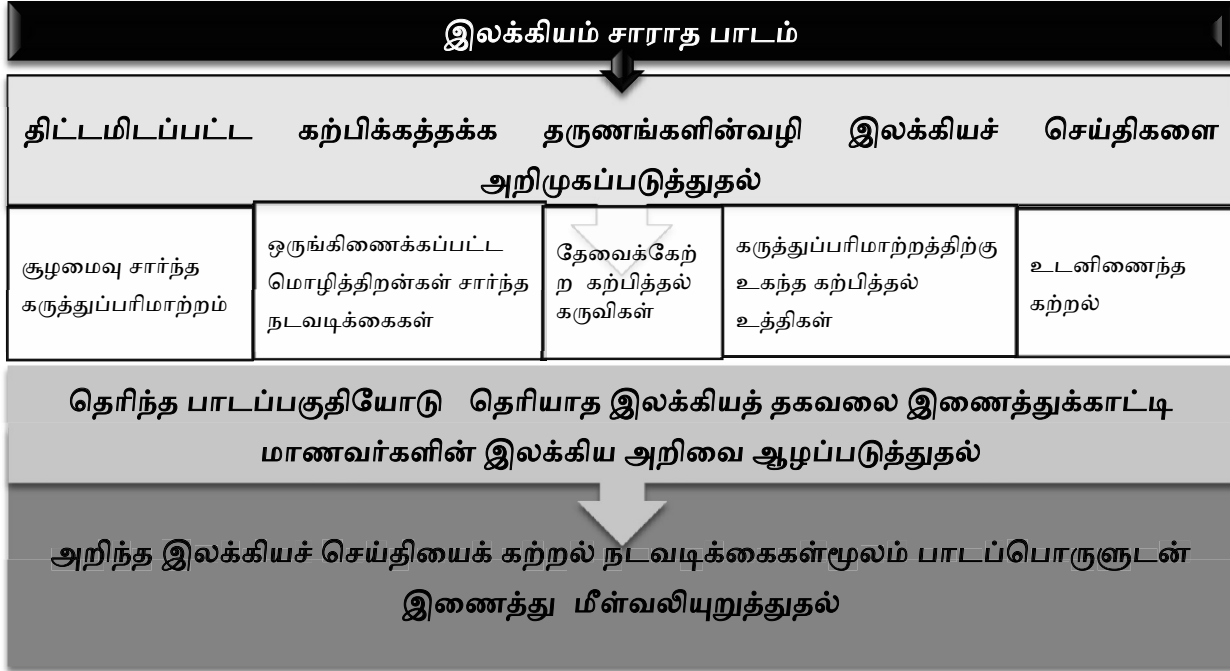 இலக்கியம் சாராத பாடம்
திட்டமிடப்பட்ட கற்பிக்கத்தக்க தருணங்களின்வழி இலக்கியச் செய்திகளை
அறிமுகப்படுத்துதல்
சூழமைவு சார்ந்த
கருத்துப்பரிமாற்றம்
ஒருங்கிணைக்கப்பட்ட
மொழித்திறன்கள் சார்ந்த
நடவடிக்கைகள்
தேவைக்கேற்
ற கற்பித்தல்
கருவிகள்
கருத்துப்பரிமாற்றத்திற்கு
உகந்த கற்பித்தல்
உத்திகள்
உடனிணைந்த
கற்றல்
தெரிந்த பாடப்பகுதியோடு தெரியாத இலக்கியத் தகவலை இணைத்துக்காட்டி
மாணவர்களின் இலக்கிய அறிவை ஆழப்படுத்துதல்
அறிந்த இலக்கியச் செய்தியைக் கற்றல் நடவடிக்கைகள்மூலம் பாடப்பொருளுடன்
இணைத்து மீள்வலியுறுத்துதல்